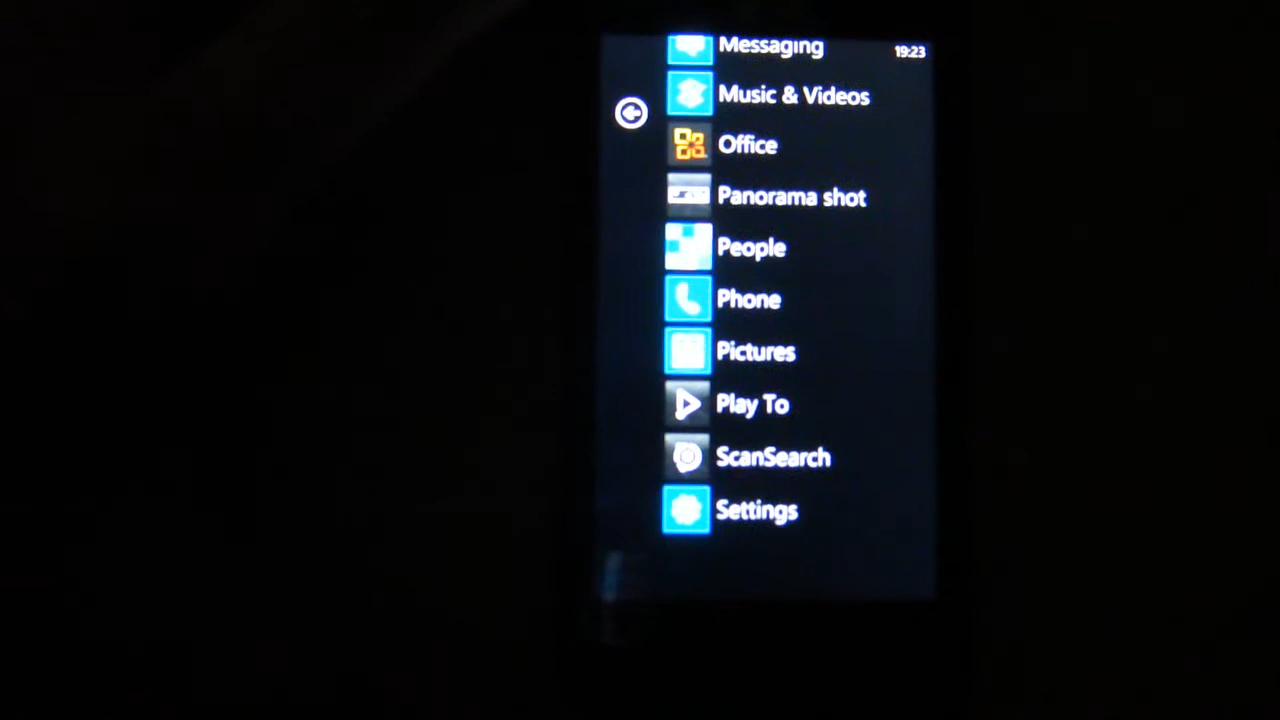 Messaging
19:23
Music & Videos
Office
Panorama shot
People
Phone
Pictures
Play To
ScanSearch
Settings